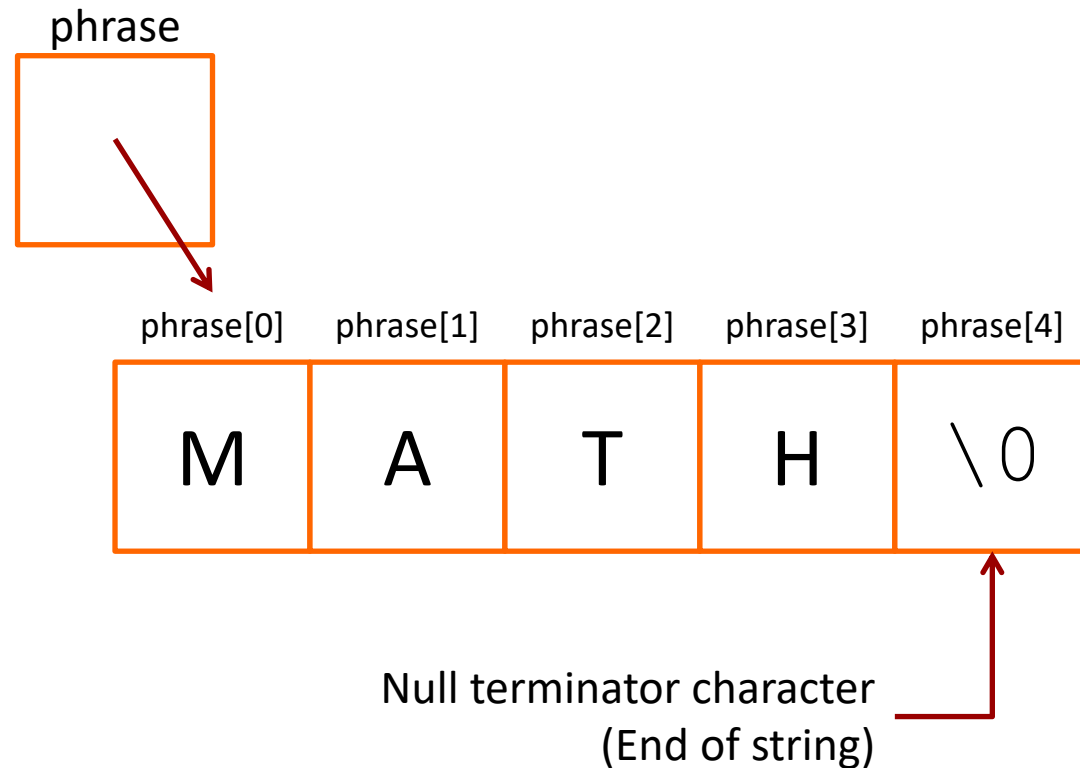 phrase
phrase[0] phrase[1] phrase[2] phrase[3] phrase[4]
M A T H \0
Null terminator character
(End of string)